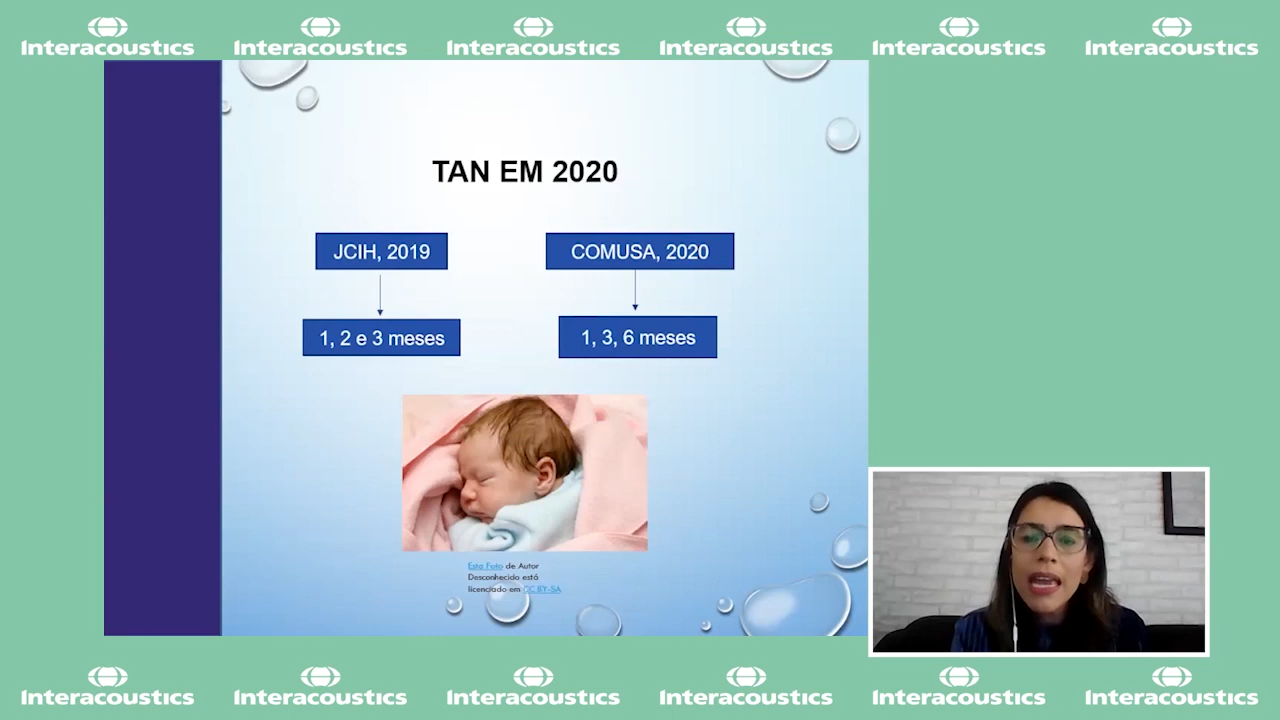 Interacoustics Interacoustics Interacoustics Interacoustics Interacoustics Interacoustics
TAN EM 2020
JCIH, 2019
COMUSA, 2020
1, 2 e 3 meses
1, 3, 6 meses
Esta Foto de Autor
Desconhecido está
licenciado em CC BY-SA
Interacoustics Interacoustics Interacoustics Interacoustics Interacoustics Interacoustics